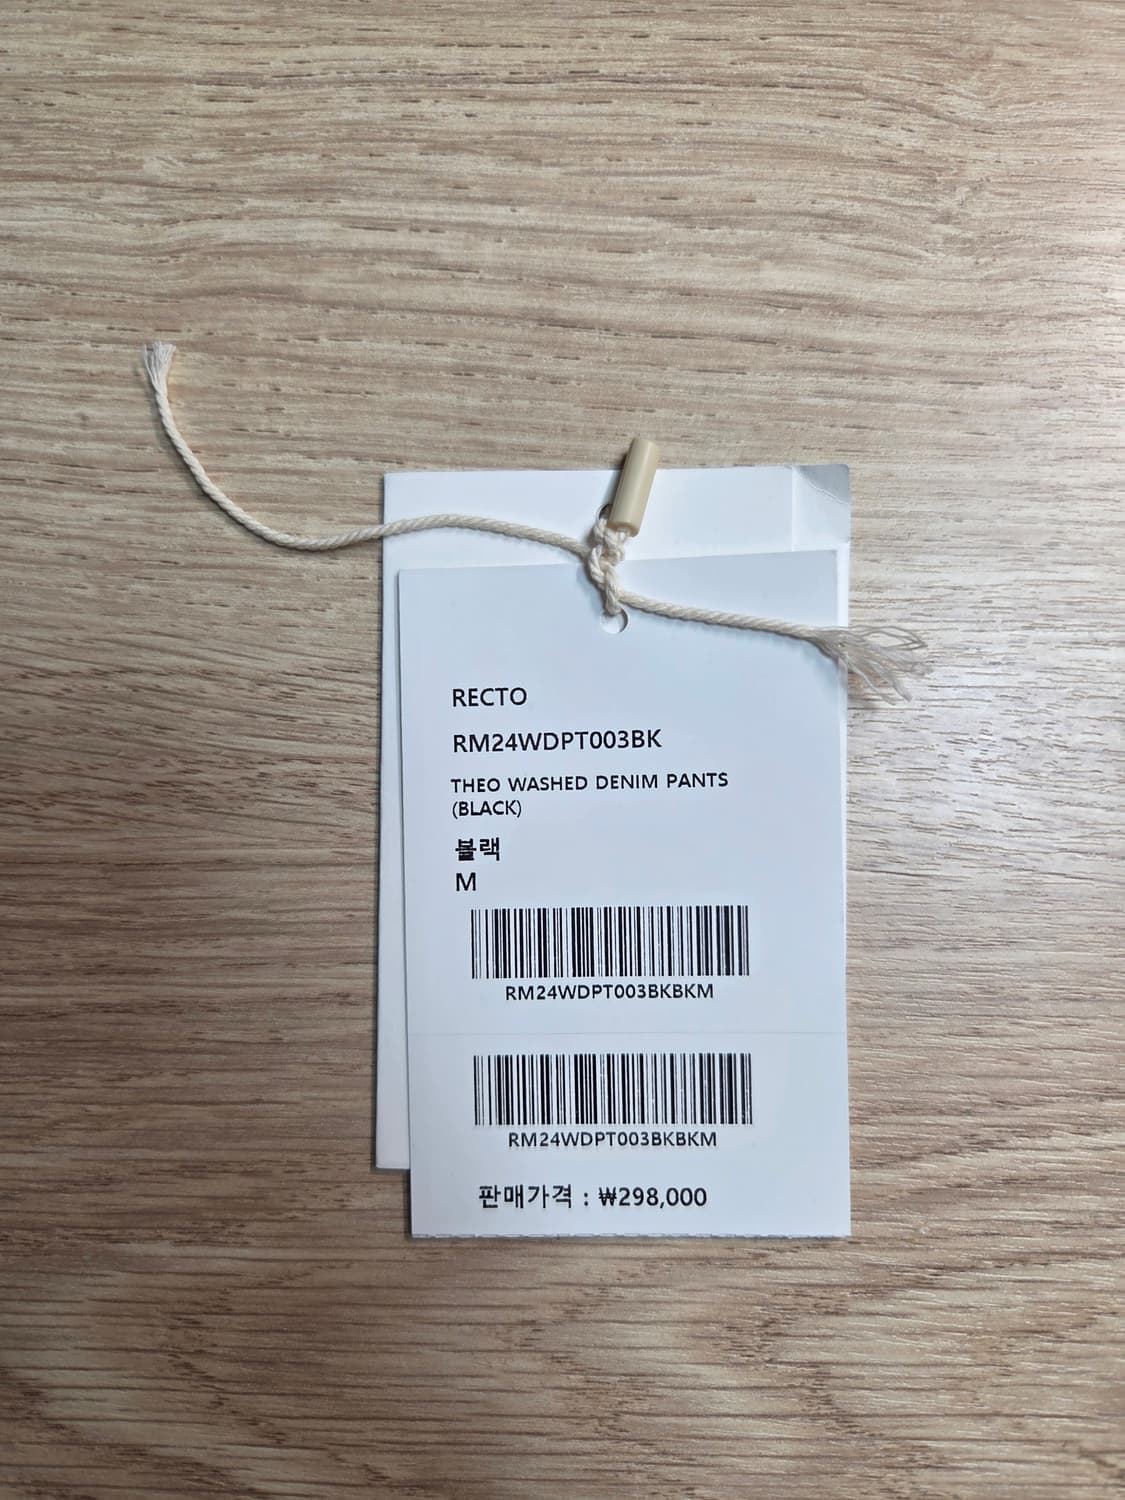 RECTO
RM24WDPT003BK
THEO WASHED DENIM PANTS
(BLACK)
블랙
M
RM24WDPT003BKBKM
RM24WDPT003BKBKM
판매가격 : ₩298,000